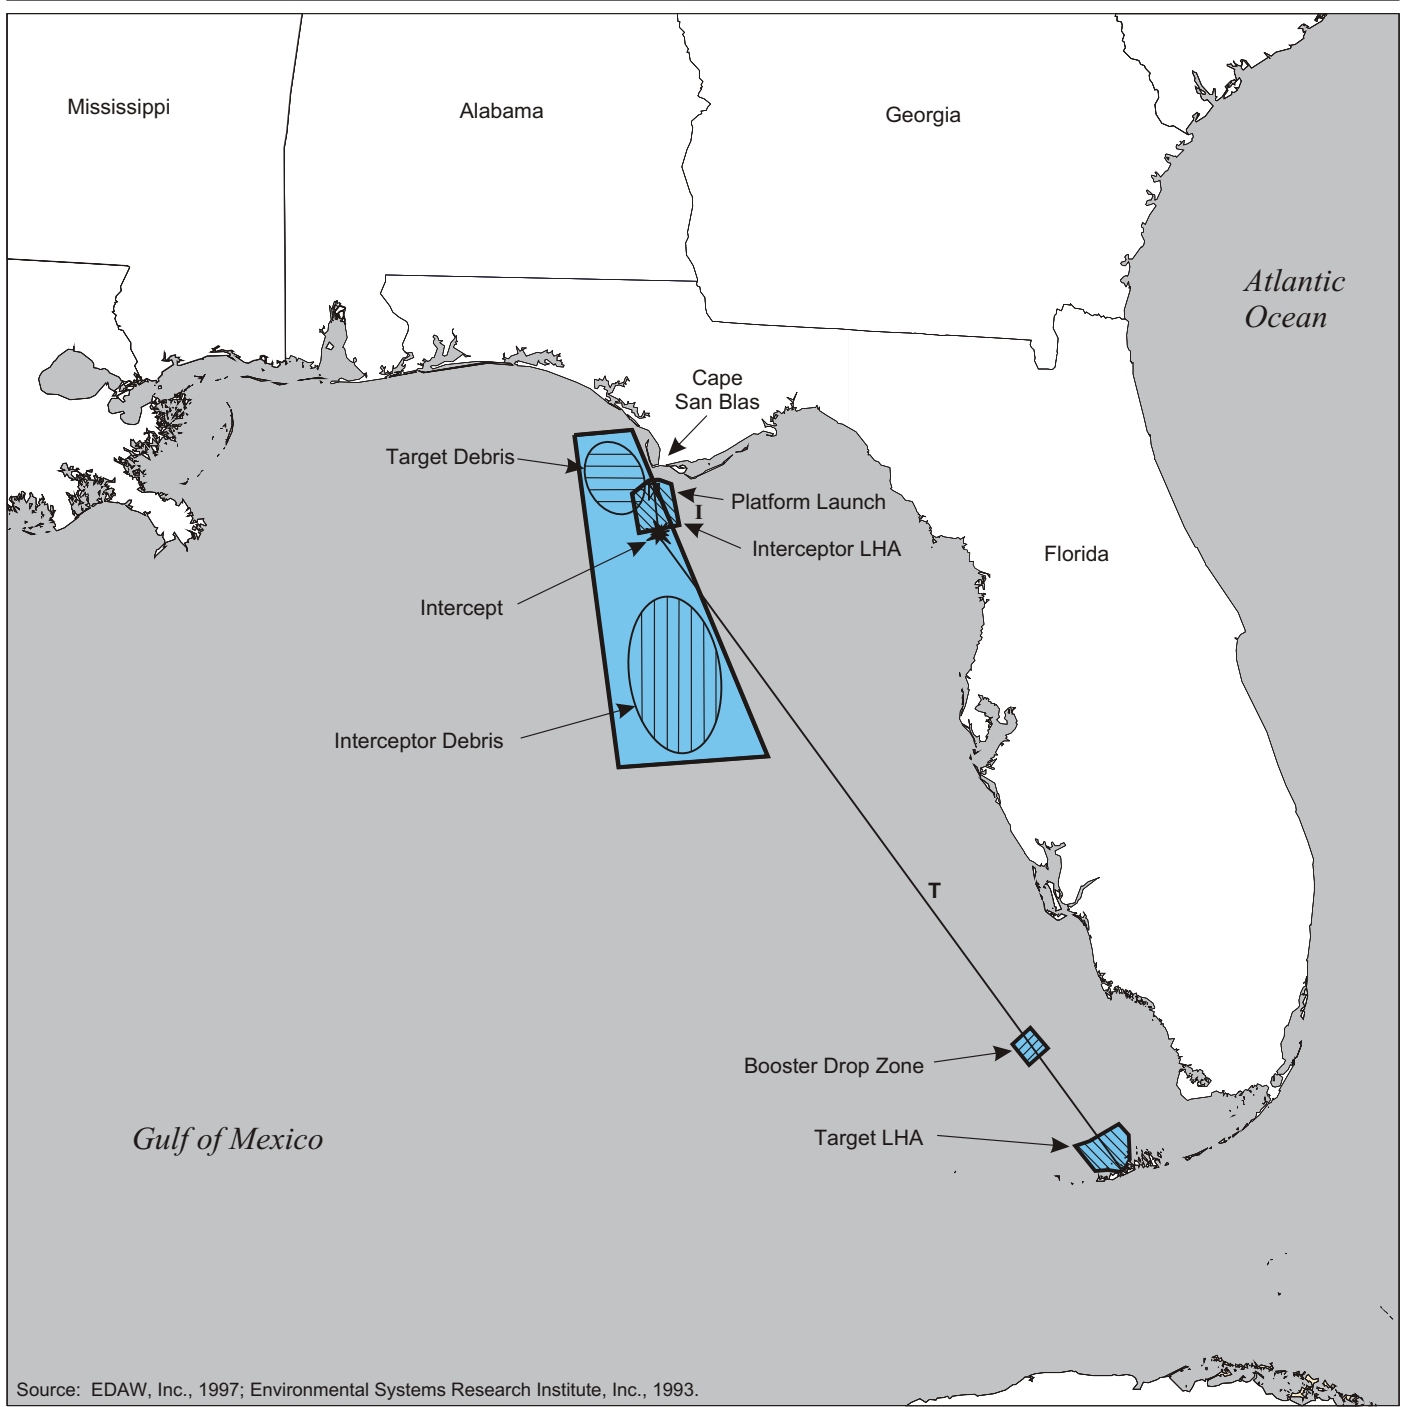 Mississippi
Alabama
Georgia
Atlantic
Ocean
Cape
San Blas
Target Debris
Platform Launch
I
Interceptor LHA
Florida
Intercept
Interceptor Debris
T
Booster Drop Zone
Target LHA
Gulf of Mexico
Source: EDAW, Inc., 1997; Environmental Systems Research Institute, Inc., 1993.